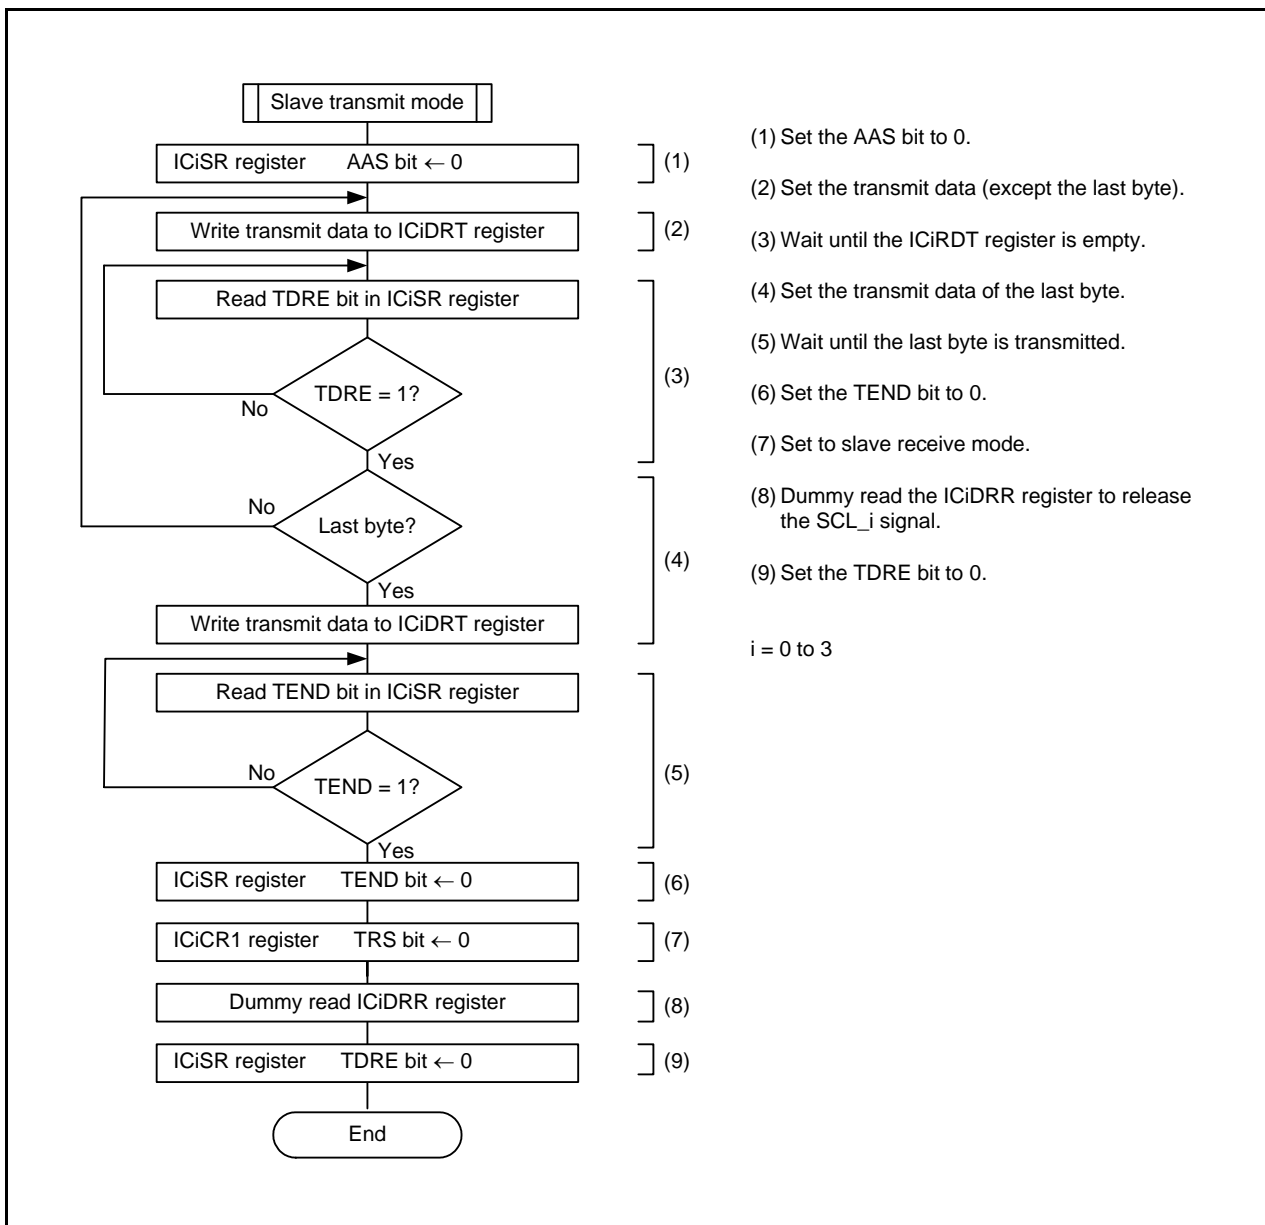 Slave transmit mode
ICiSR register AAS bit ← 0
(1)
Write transmit data to ICiDRT register
(2)
Read TDRE bit in ICiSR register
TDRE = 1?
No
Yes
(3)
No
Last byte?
Yes
(4)
Write transmit data to ICiDRT register
Read TEND bit in ICiSR register
No
TEND = 1?
Yes
(5)
ICiSR register TEND bit ← 0
(6)
ICiCR1 register TRS bit ← 0
(7)
Dummy read ICiDRR register
(8)
ICiSR register TDRE bit ← 0
(9)
End
(1) Set the AAS bit to 0.
(2) Set the transmit data (except the last byte).
(3) Wait until the ICiRDT register is empty.
(4) Set the transmit data of the last byte.
(5) Wait until the last byte is transmitted.
(6) Set the TEND bit to 0.
(7) Set to slave receive mode.
(8) Dummy read the ICiDRR register to release
the SCL_i signal.
(9) Set the TDRE bit to 0.
i = 0 to 3